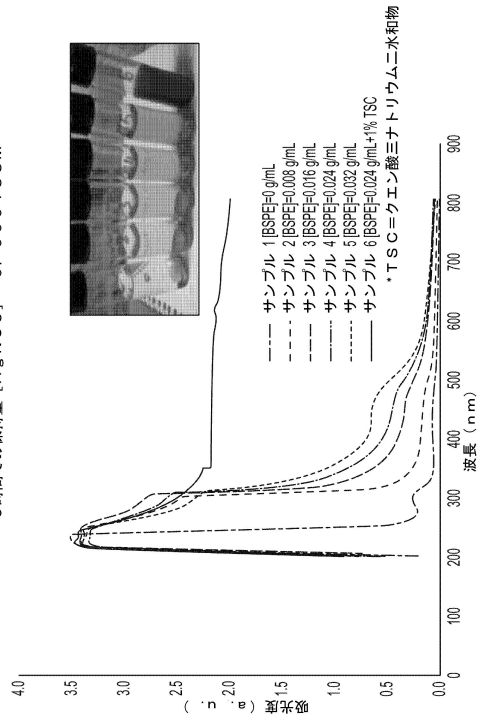 4.0
3.5
3.0
2.5
2.0
1.5
1.0
0.5
0.0
吸光度 (a.u.)
サンプル 1 [BSPE]=0 g/mL
サンプル 2 [BSPE]=0.008 g/mL
サンプル 3 [BSPE]=0.016 g/mL
サンプル 4 [BSPE]=0.024 g/mL
サンプル 5 [BSPE]=0.032 g/mL
サンプル 6 [BSPE]=0.024 g/mL+1% TSC
*TSC=クエン酸三ナトリウム二水和物
0 100 200 300 400 500 600 700 800 900
波長 (nm)